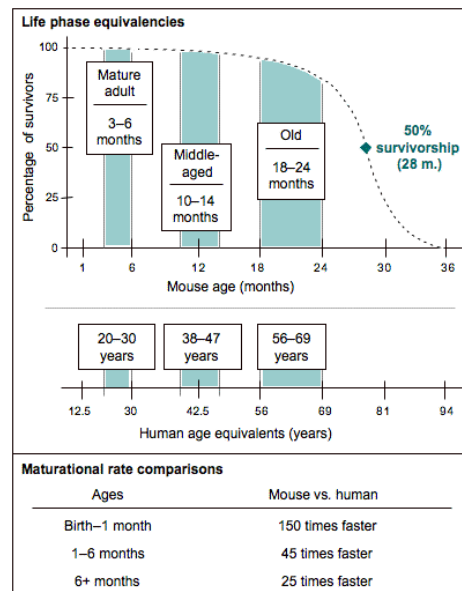 Life phase equivalencies
100
75
50
25
0
Percentage of survivors
Mature
adult
3–6
months
Middle-
aged
10–14
months
Old
18–24
months
50%
survivorship
(28 m.)
1
6
12
18
24
30
36
Mouse age (months)
20–30
years
38–47
years
56–69
years
12.5
30
42.5
56
69
81
94
Human age equivalents (years)
Maturational rate comparisons
Ages
Mouse vs. human
Birth–1 month
150 times faster
1–6 months
45 times faster
6+ months
25 times faster